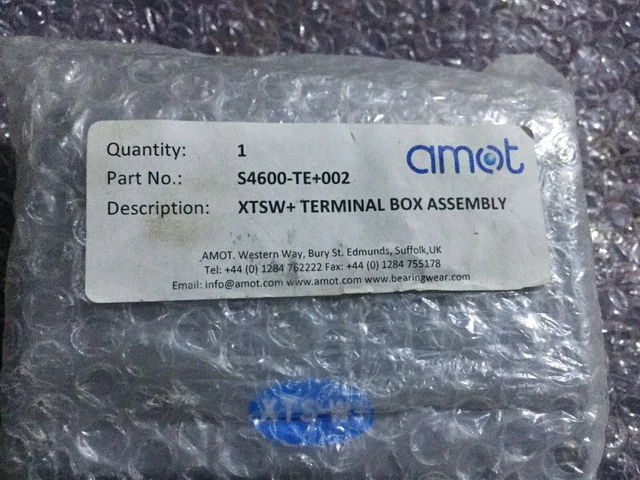 amot
Quantity: 1
Part No.: S4600-TE+002
Description: XTSW+ TERMINAL BOX ASSEMBLY
AMOT, Western Way, Bury St. Edmunds, Suffolk,UK
Tel: +44 (0) 1284 762222 Fax: +44 (0) 1284 755178
Email: info@amot.com www.amot.com www.bearingwear.com
XTS-W+